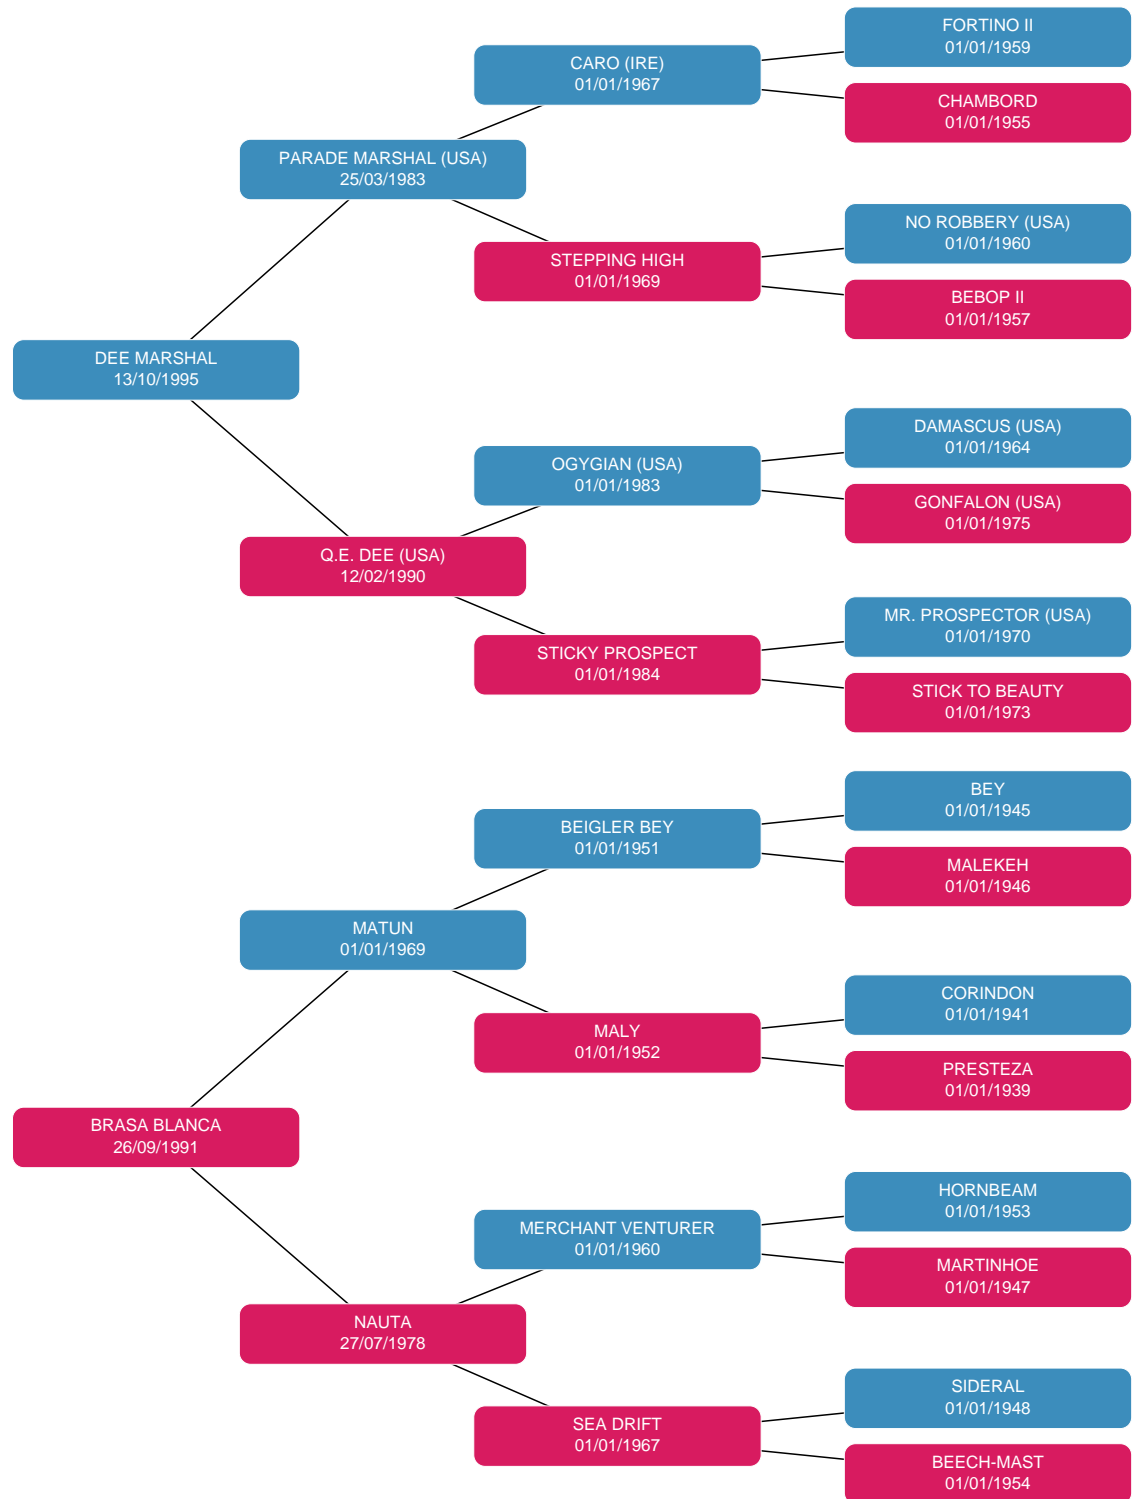 FORTINO II
01/01/1959
CARO (IRE)
01/01/1967
CHAMBORD
01/01/1955
PARADE MARSHAL (USA)
25/03/1983
NO ROBBERY (USA)
01/01/1960
STEPPING HIGH
01/01/1969
BEBOP II
01/01/1957
DEE MARSHAL
13/10/1995
DAMASCUS (USA)
01/01/1964
OGYGIAN (USA)
01/01/1983
GONFALON (USA)
01/01/1975
Q.E. DEE (USA)
12/02/1990
MR. PROSPECTOR (USA)
01/01/1970
STICKY PROSPECT
01/01/1984
STICK TO BEAUTY
01/01/1973
BEY
01/01/1945
BEIGLER BEY
01/01/1951
MALEKEH
01/01/1946
MATUN
01/01/1969
CORINDON
01/01/1941
MALY
01/01/1952
PRESTEZA
01/01/1939
BRASA BLANCA
26/09/1991
HORNBEAM
01/01/1953
MERCHANT VENTURER
01/01/1960
MARTINHOE
01/01/1947
NAUTA
27/07/1978
SIDERAL
01/01/1948
SEA DRIFT
01/01/1967
BEECH-MAST
01/01/1954